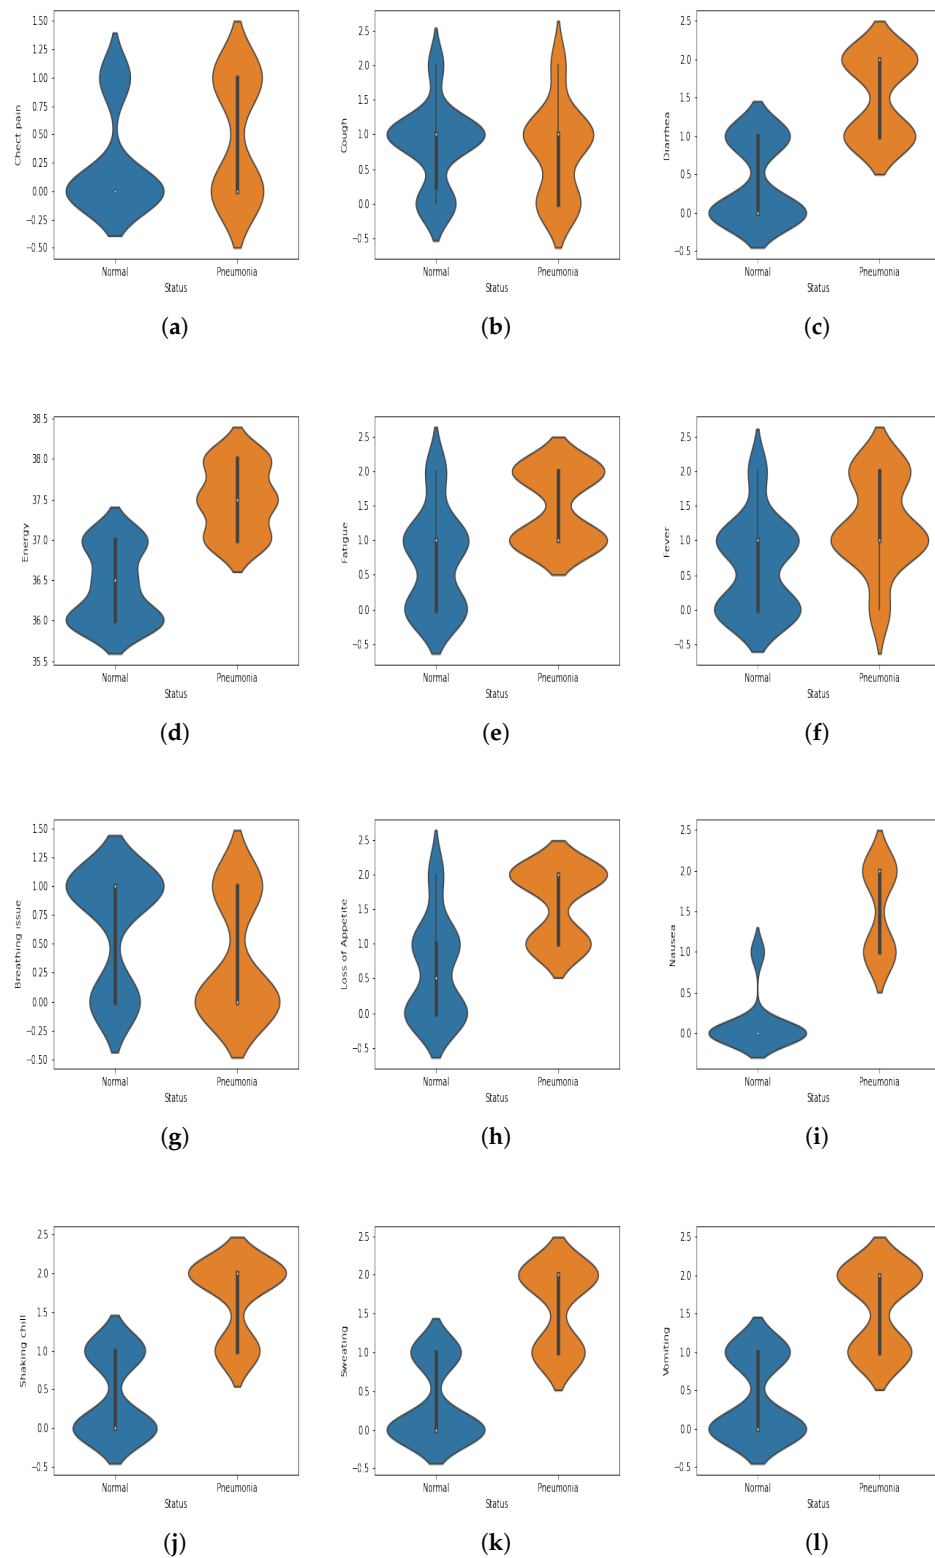 1.50
1.25
1.00
0.75
0.50
0.25
0.00
−0.25
−0.50
Chect pain
Normal Pneumonia
Status
(a)
2.5
2.0
1.5
1.0
0.5
0.0
−0.5
Cough
Normal Pneumonia
Status
(b)
2.5
2.0
1.5
1.0
0.5
0.0
−0.5
Diarrhea
Normal Pneumonia
Status
(c)
38.5
38.0
37.5
37.0
36.5
36.0
35.5
Energy
Normal Pneumonia
Status
(d)
2.5
2.0
1.5
1.0
0.5
0.0
−0.5
Fatigue
Normal Pneumonia
Status
(e)
2.5
2.0
1.5
1.0
0.5
0.0
−0.5
Fever
Normal Pneumonia
Status
(f)
1.50
1.25
1.00
0.75
0.50
0.25
0.00
−0.25
−0.50
Breathing issue
Normal Pneumonia
Status
(g)
2.5
2.0
1.5
1.0
0.5
0.0
−0.5
Loss of Appetite
Normal Pneumonia
Status
(h)
2.5
2.0
1.5
1.0
0.5
0.0
Nausea
Normal Pneumonia
Status
(i)
2.5
2.0
1.5
1.0
0.5
0.0
−0.5
Shaking chill
Normal Pneumonia
Status
(j)
2.5
2.0
1.5
1.0
0.5
0.0
−0.5
Sweating
Normal Pneumonia
Status
(k)
2.5
2.0
1.5
1.0
0.5
0.0
−0.5
Vomiting
Normal Pneumonia
Status
(l)